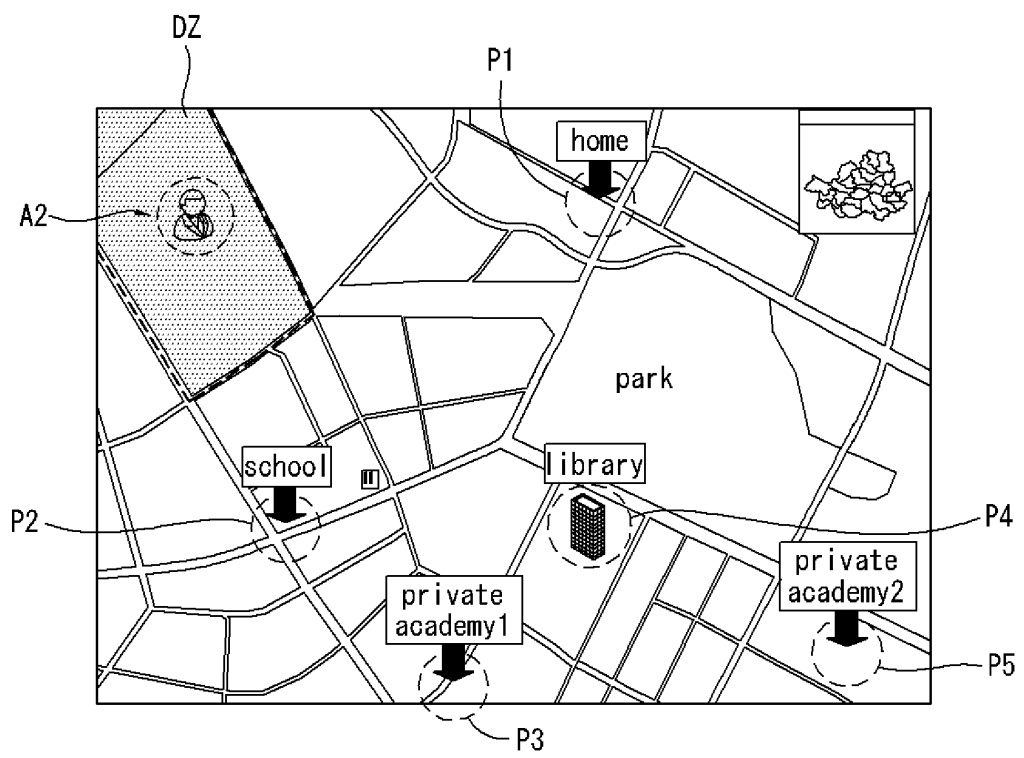 DZ
P1
home
A2
park
school
library
P2
P4
private
academy2
private
academy1
P5
P3